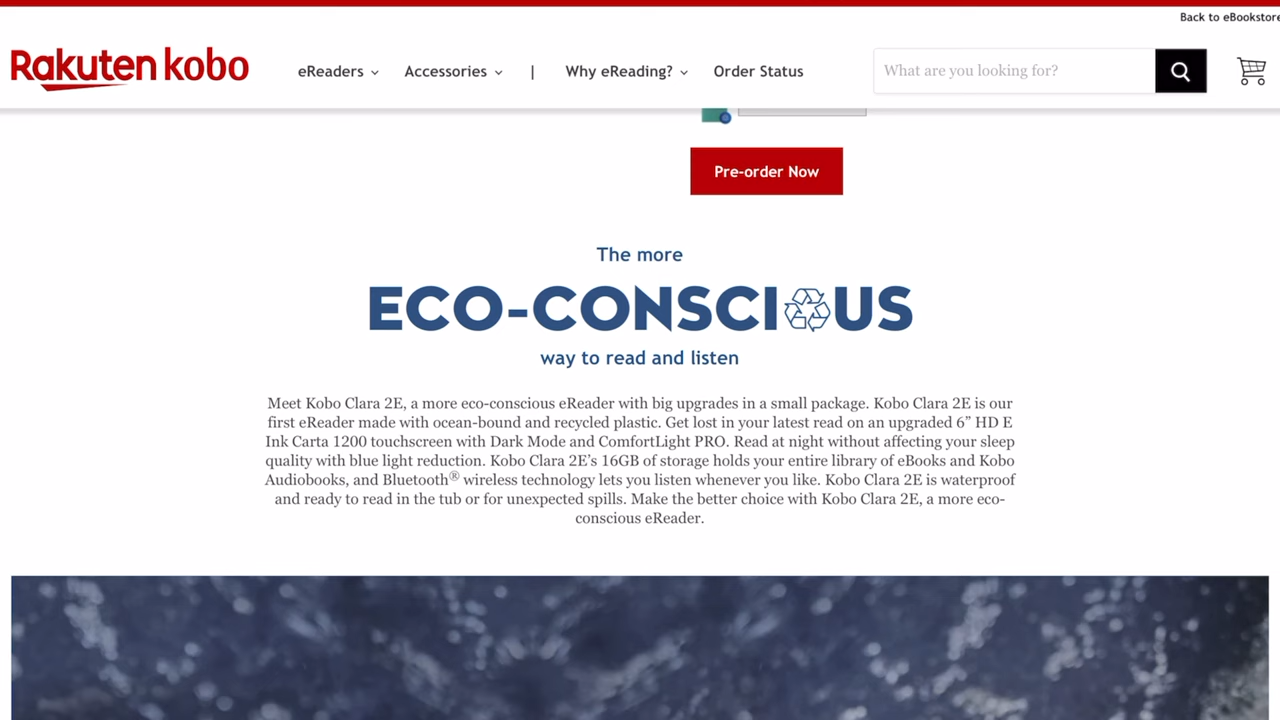 Back to eBookstore
Rakuten kobo
eReaders
Accessories
|
Why eReading?
Order Status
What are you looking for?
Pre-order Now
The more
ECO-CONSCIOUS
way to read and listen
Meet Kobo Clara 2E, a more eco-conscious eReader with big upgrades in a small package. Kobo Clara 2E is our
first eReader made with ocean-bound and recycled plastic. Get lost in your latest read on an upgraded 6” HD E
Ink Carta 1200 touchscreen with Dark Mode and ComfortLight PRO. Read at night without affecting your sleep
quality with blue light reduction. Kobo Clara 2E’s 16GB of storage holds your entire library of eBooks and Kobo
Audiobooks, and Bluetooth® wireless technology lets you listen whenever you like. Kobo Clara 2E is waterproof
and ready to read in the tub or for unexpected spills. Make the better choice with Kobo Clara 2E, a more eco-
conscious eReader.